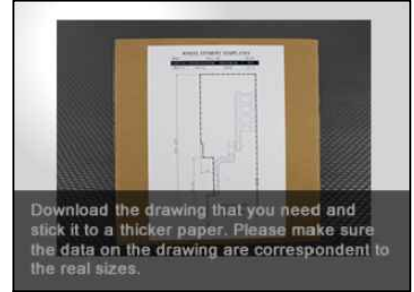 Download the drawing that you need and
stick it to a thicker paper. Please make sure
the data on the drawing are correspondent to
the real sizes.